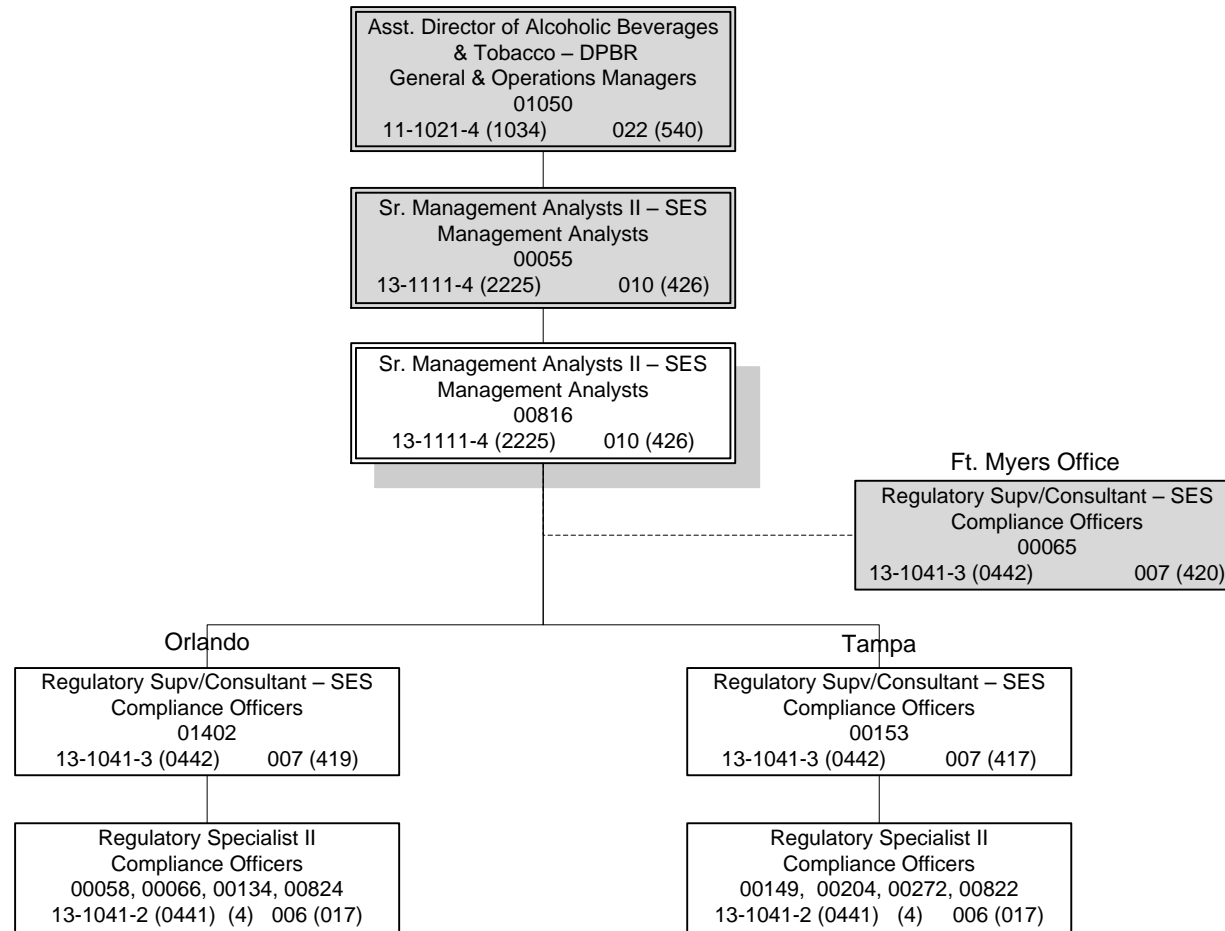 Asst. Director of Alcoholic Beverages
& Tobacco – DPBR
General & Operations Managers
01050
11-1021-4 (1034) 022 (540)
Sr. Management Analysts II – SES
Management Analysts
00055
13-1111-4 (2225) 010 (426)
Sr. Management Analysts II – SES
Management Analysts
00816
13-1111-4 (2225) 010 (426)
Ft. Myers Office
Regulatory Supv/Consultant – SES
Compliance Officers
00065
13-1041-3 (0442) 007 (420)
Orlando
Regulatory Supv/Consultant – SES
Compliance Officers
01402
13-1041-3 (0442) 007 (419)
Regulatory Specialist II
Compliance Officers
00058, 00066, 00134, 00824
13-1041-2 (0441) (4) 006 (017)
Tampa
Regulatory Supv/Consultant – SES
Compliance Officers
00153
13-1041-3 (0442) 007 (417)
Regulatory Specialist II
Compliance Officers
00149, 00204, 00272, 00822
13-1041-2 (0441) (4) 006 (017)